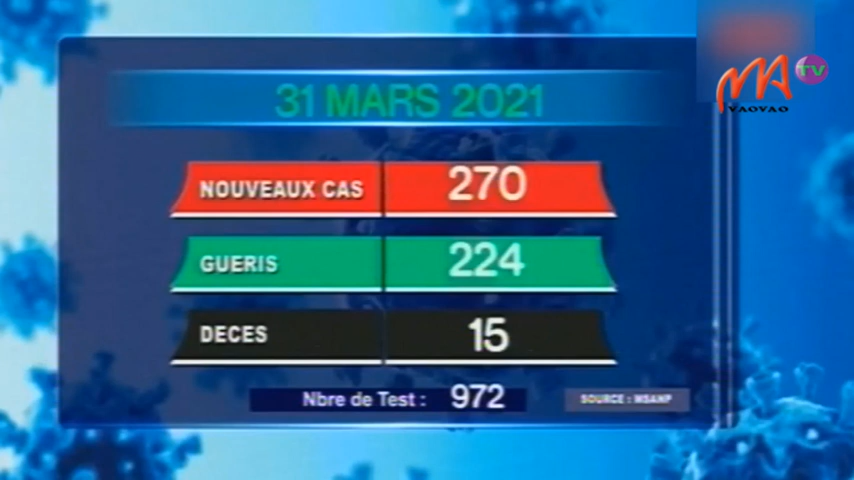 MA TV
VAOVAO
31 MARS 2021
NOUVEAUX CAS 270
GUERIS 224
DECES 15
Nbre de Test : 972
SOURCE : MSANP